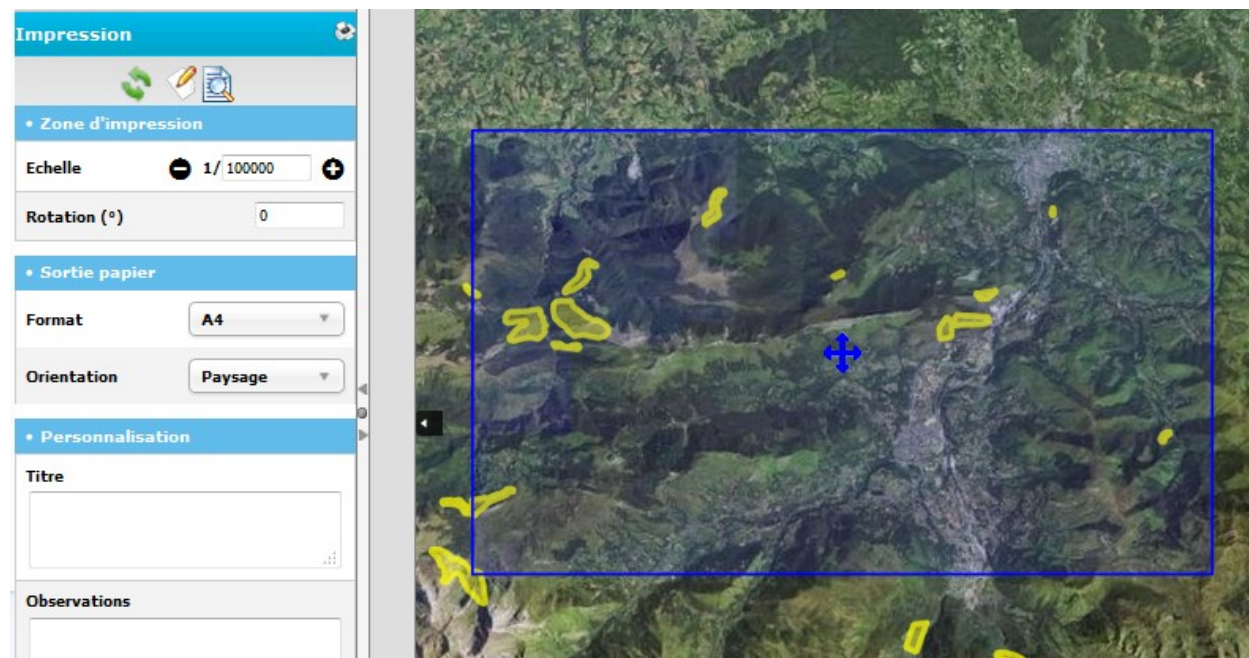 Impression
• Zone d'impression
Echelle 1/ 100000
Rotation (°) 0
• Sortie papier
Format A4
Orientation Paysage
• Personnalisation
Titre
Observations